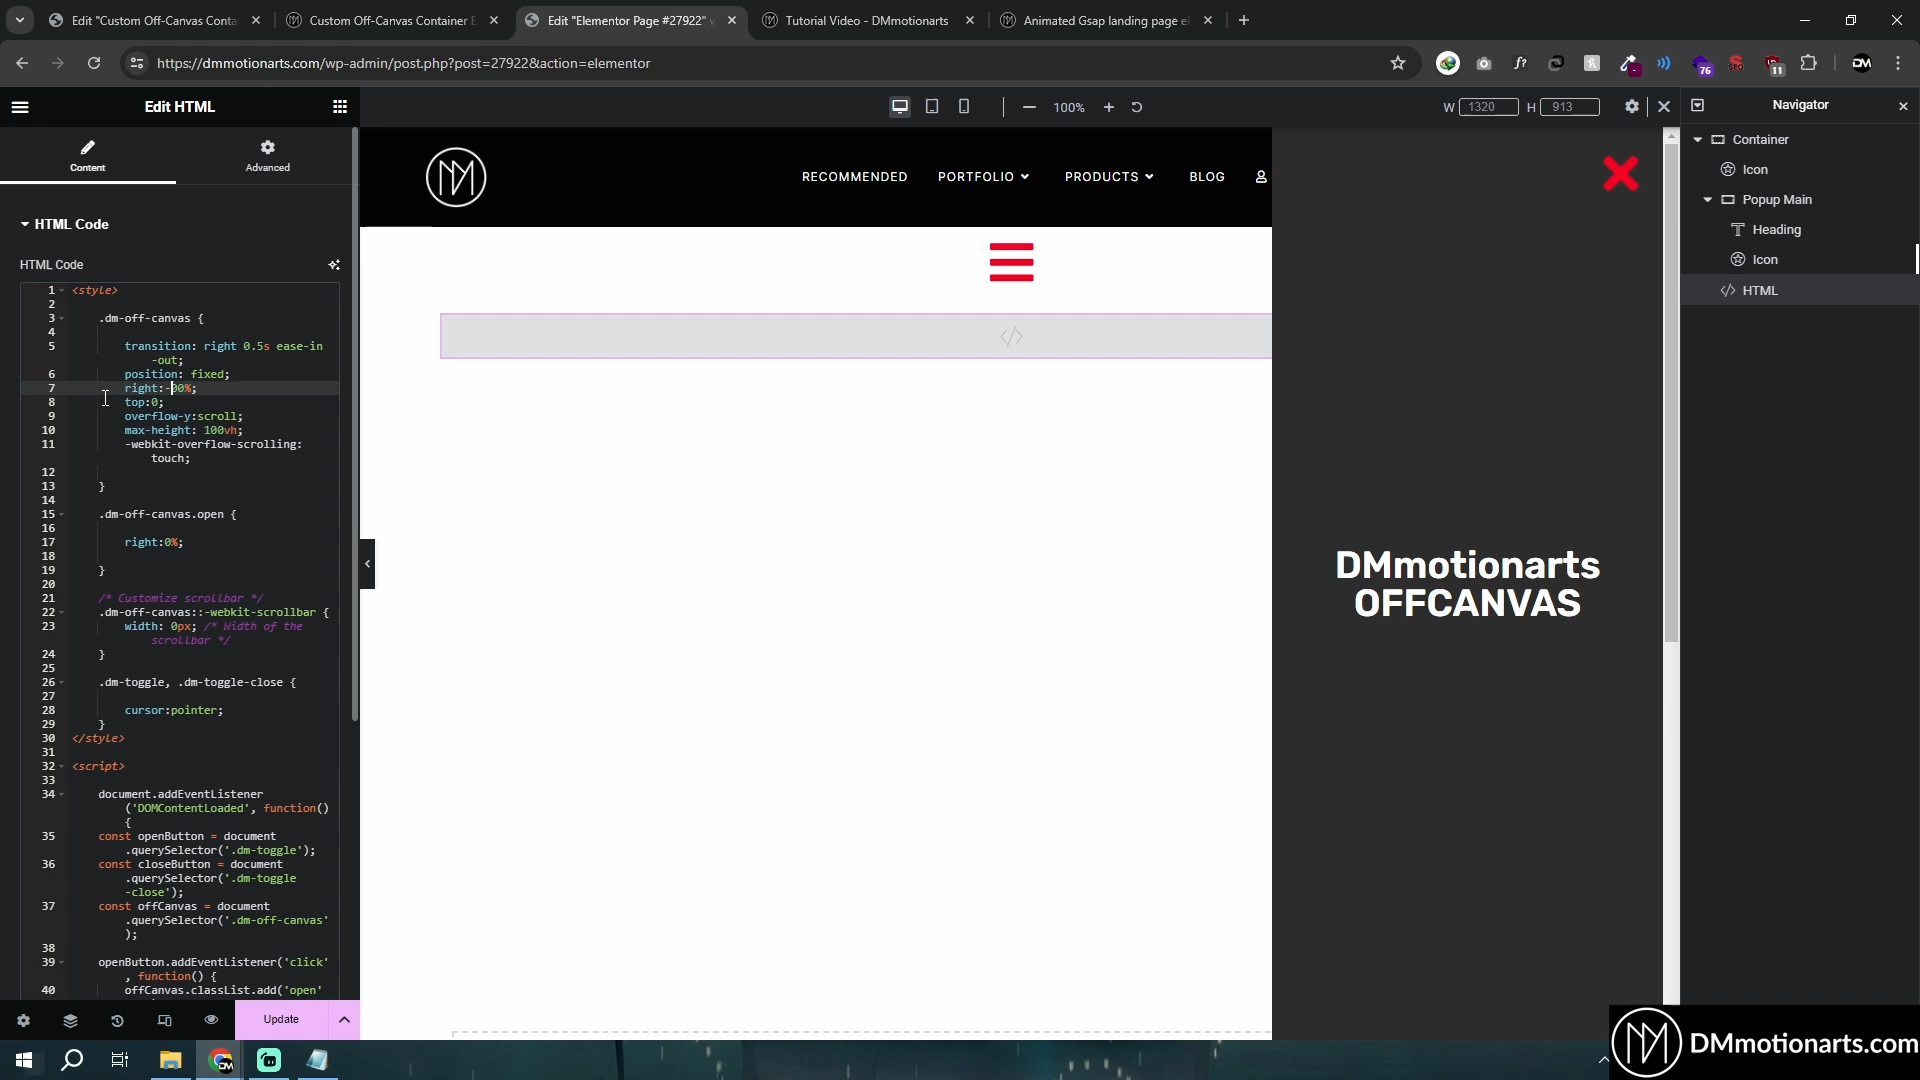 Edit "Custom Off-Canvas Conta
Custom Off-Canvas Container E
Edit "Elementor Page #27922" v
Tutorial Video - DMmotionarts
Animated Gsap landing page el
https://dmmotionarts.com/wp-admin/post.php?post=27922&action=elementor
76
11
Edit HTML
100%
W 1320 H 913
Navigator
Content
Advanced
HTML Code
HTML Code
1 <style>
2
3 .dm-off-canvas {
4
5 transition: right 0.5s ease-in
-out;
6 position: fixed;
7 right:-00%;
8 top:0;
9 overflow-y:scroll;
10 max-height: 100vh;
11 -webkit-overflow-scrolling:
touch;
12
13 }
14
15 .dm-off-canvas.open {
16
17 right:0%;
18
19 }
20
21 /* Customize scrollbar */
22 .dm-off-canvas::-webkit-scrollbar {
23 width: 0px; /* Width of the
scrollbar */
24 }
25
26 .dm-toggle, .dm-toggle-close {
27
28 cursor:pointer;
29 }
30 </style>
31
32 <script>
33
34 document.addEventListener
('DOMContentLoaded', function()
{
35 const openButton = document
.querySelector('.dm-toggle');
36 const closeButton = document
.querySelector('.dm-toggle
-close');
37 const offCanvas = document
.querySelector('.dm-off-canvas'
);
38
39 openButton.addEventListener('click'
, function() {
40 offCanvas.classList.add('open'
Update
RECOMMENDED
PORTFOLIO
PRODUCTS
BLOG
DMmotionarts
OFFCANVAS
Container
Icon
Popup Main
Heading
Icon
HTML
DMmotionarts.com